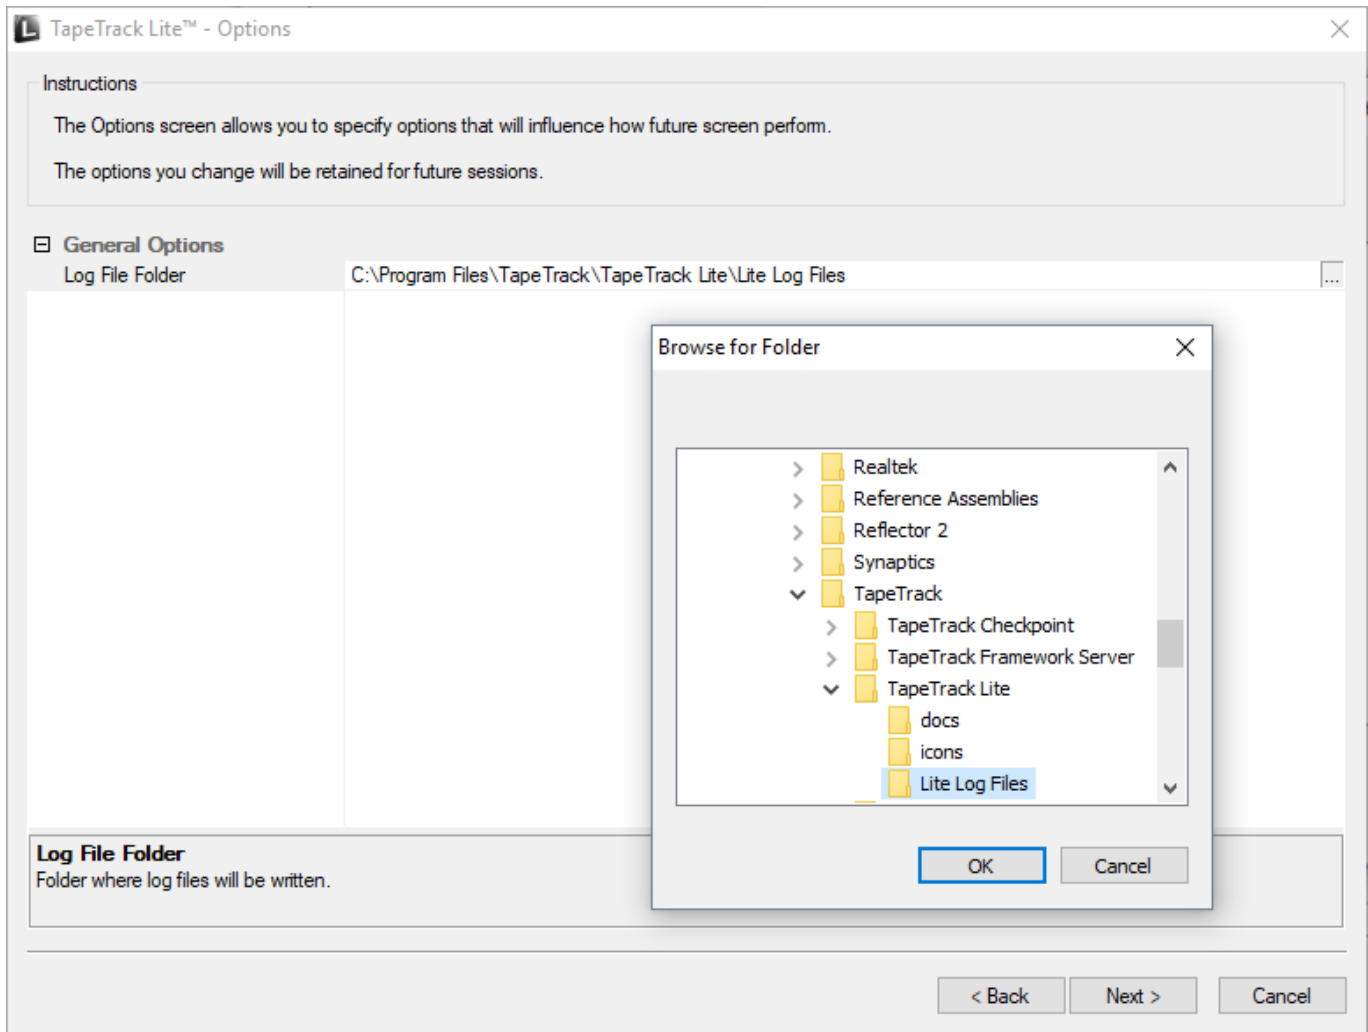 TapeTrack Lite™ - Options
Instructions
The Options screen allows you to specify options that will influence how future screen perform.
The options you change will be retained for future sessions.
General Options
Log File Folder C:\Program Files\TapeTrack\TapeTrack Lite\Lite Log Files ...
Browse for Folder
Realtek
Reference Assemblies
Reflector 2
Synaptics
TapeTrack
TapeTrack Checkpoint
TapeTrack Framework Server
TapeTrack Lite
docs
icons
Lite Log Files
OK Cancel
Log File Folder
Folder where log files will be written.
< Back Next > Cancel